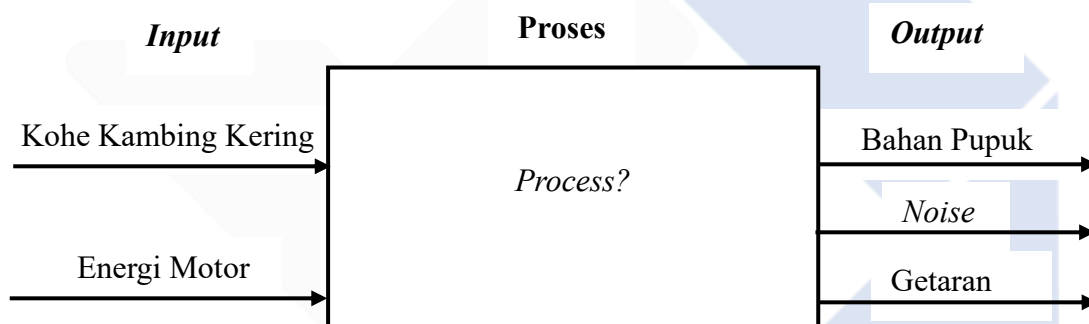 Input
Proses
Output
Kohe Kambing Kering
Process?
Bahan Pupuk
Noise
Energi Motor
Getaran